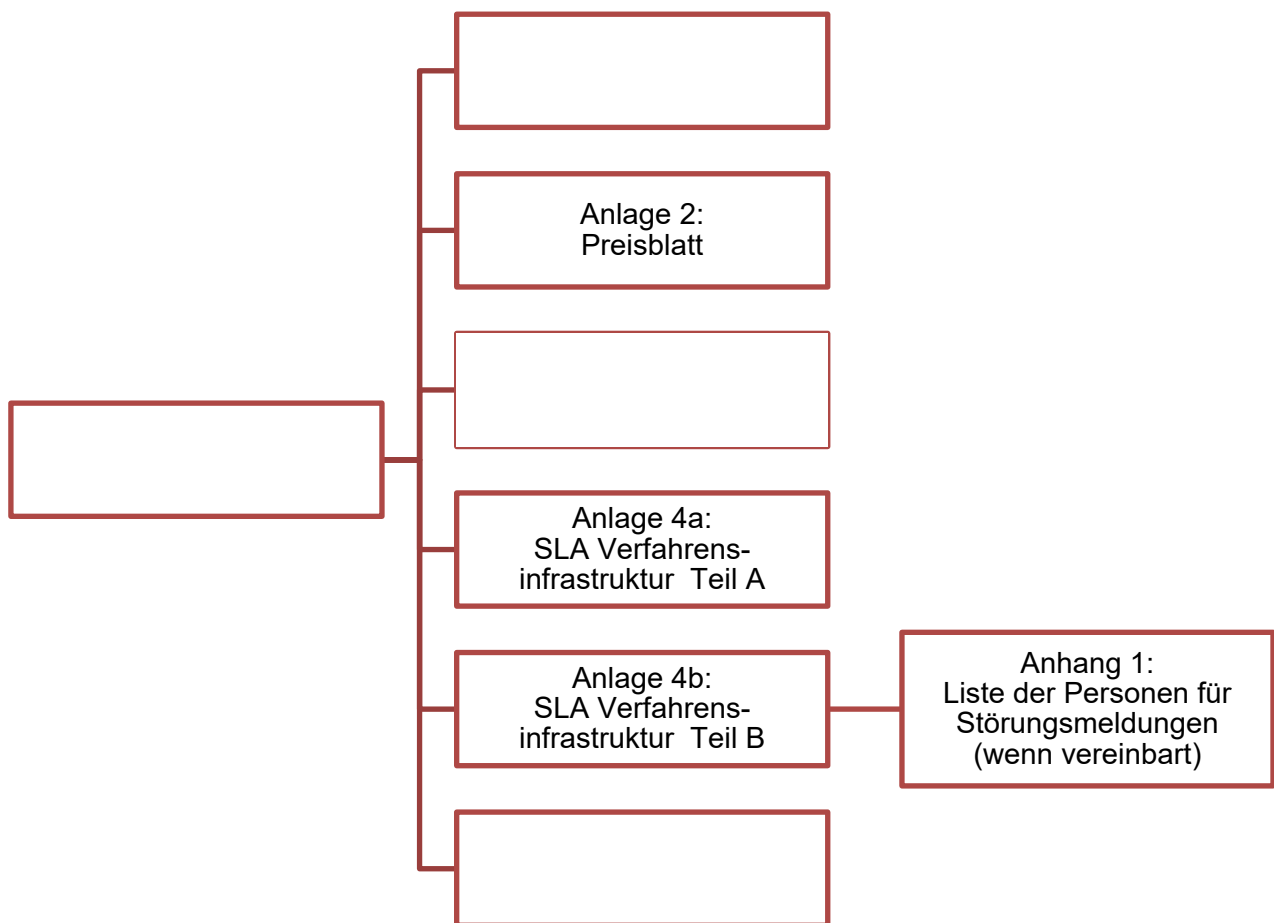 Anlage 2:
Preisblatt
Anlage 4a:
SLA Verfahrens-
infrastruktur  Teil A
Anlage 4b:
SLA Verfahrens-
infrastruktur  Teil B
Anhang 1:
Liste der Personen für
Störungsmeldungen
(wenn vereinbart)